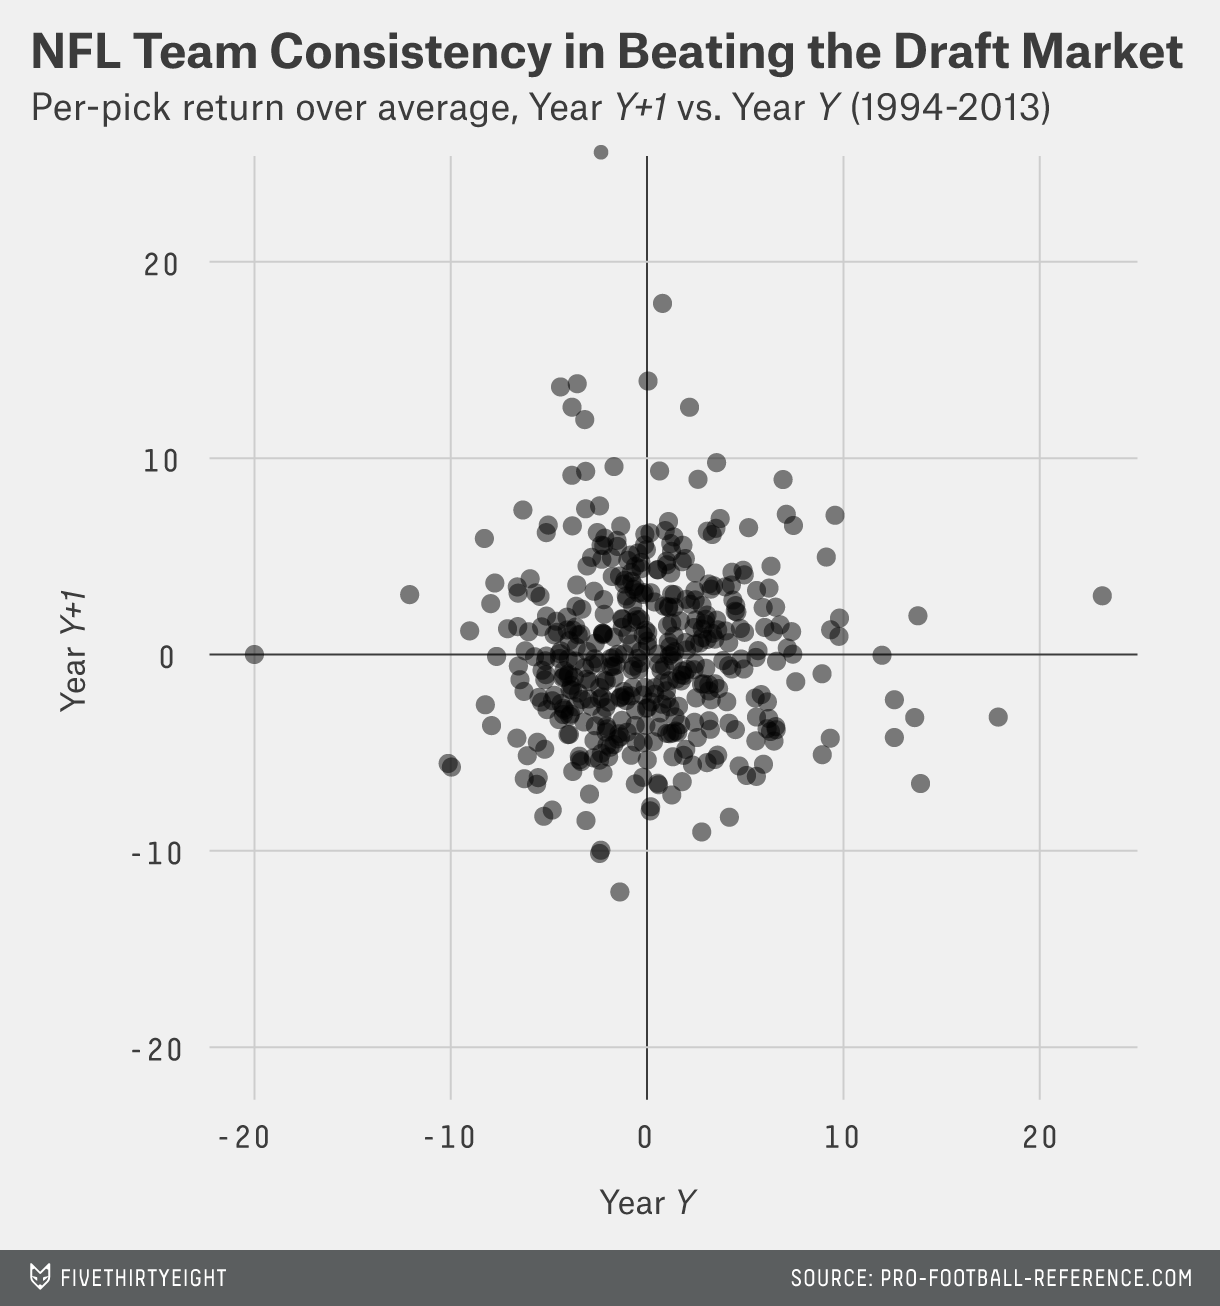 NFL Team Consistency in Beating the Draft Market
Per-pick return over average, Year Y+1 vs. Year Y (1994-2013)
20
10
0
-10
-20
Year Y+1
-20 -10 0 10 20
Year Y
FIVETHIRTYEIGHT SOURCE: PRO-FOOTBALL-REFERENCE.COM